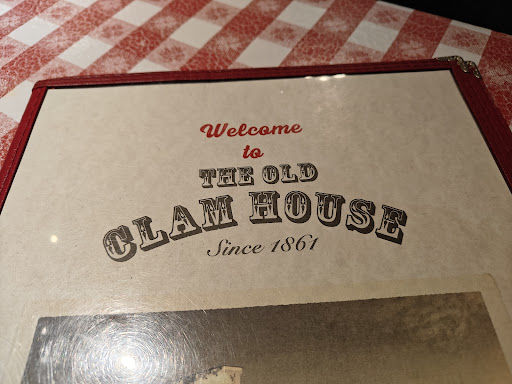 Welcome
to
THE OLD
CLAM HOUSE
Since 1861